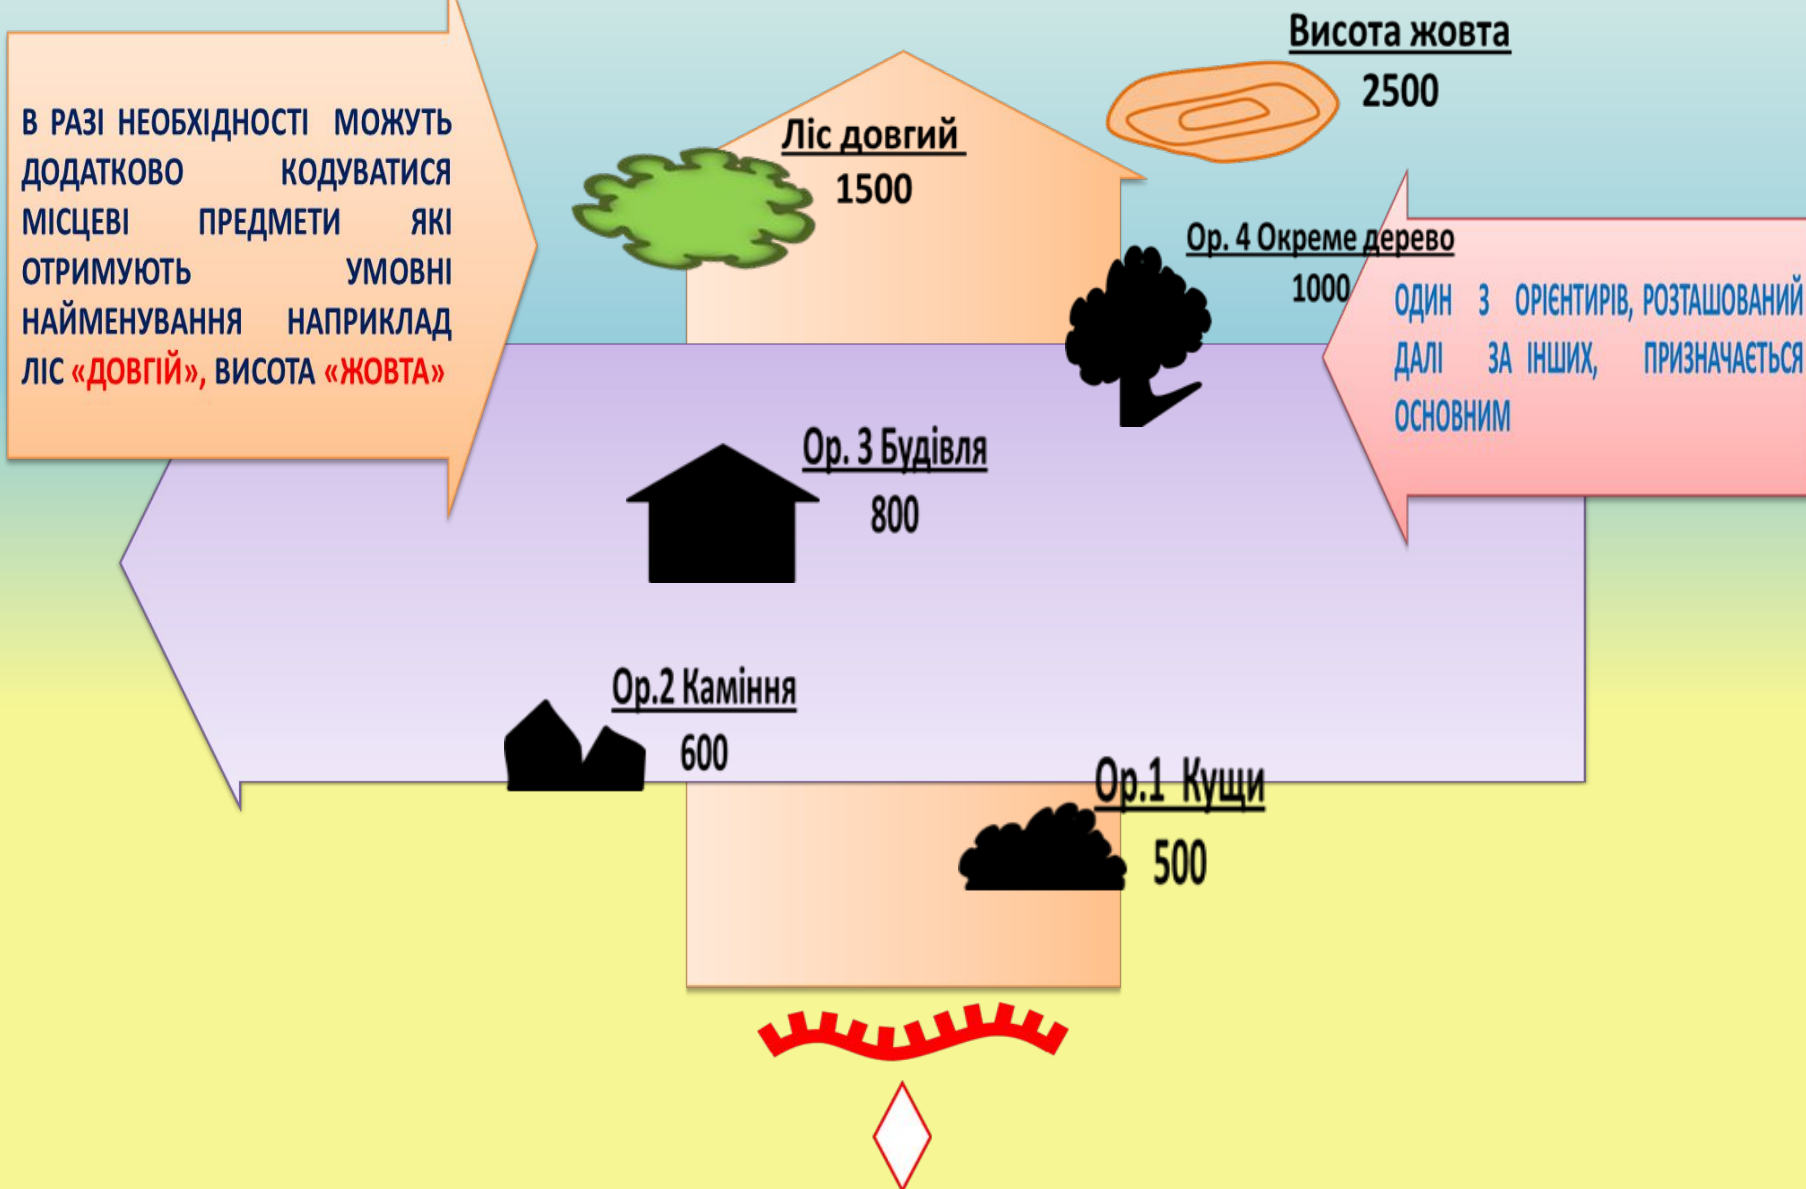 В РАЗІ НЕОБХІДНОСТІ МОЖУТЬ
ДОДАТКОВО КОДУВАТИСЯ
МІСЦЕВІ ПРЕДМЕТИ ЯКІ
ОТРИМУЮТЬ УМОВНІ
НАЙМЕНУВАННЯ НАПРИКЛАД
ЛІС «ДОВГІЙ», ВИСОТА «ЖОВТА»
Висота жовта
2500
Ліс довгий
1500
Ор. 4 Окреме дерево
1000
ОДИН З ОРІЄНТИРІВ, РОЗТАШОВАНИЙ
ДАЛІ ЗА ІНШИХ, ПРИЗНАЧАЄТЬСЯ
ОСНОВНИМ
Ор. 3 Будівля
800
Ор.2 Каміння
600
Ор.1 Кущи
500